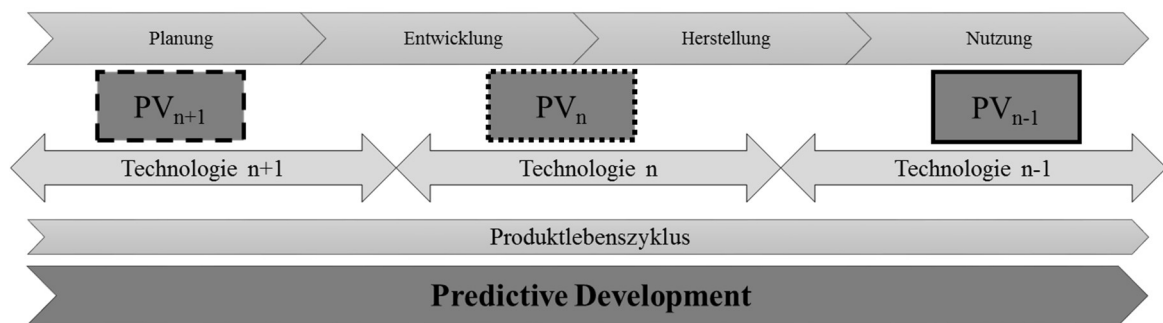 Planung Entwicklung Herstellung Nutzung
PVn+1 PVn PVn-1
Technologie n+1 Technologie n Technologie n-1
Produktlebenszyklus
Predictive Development